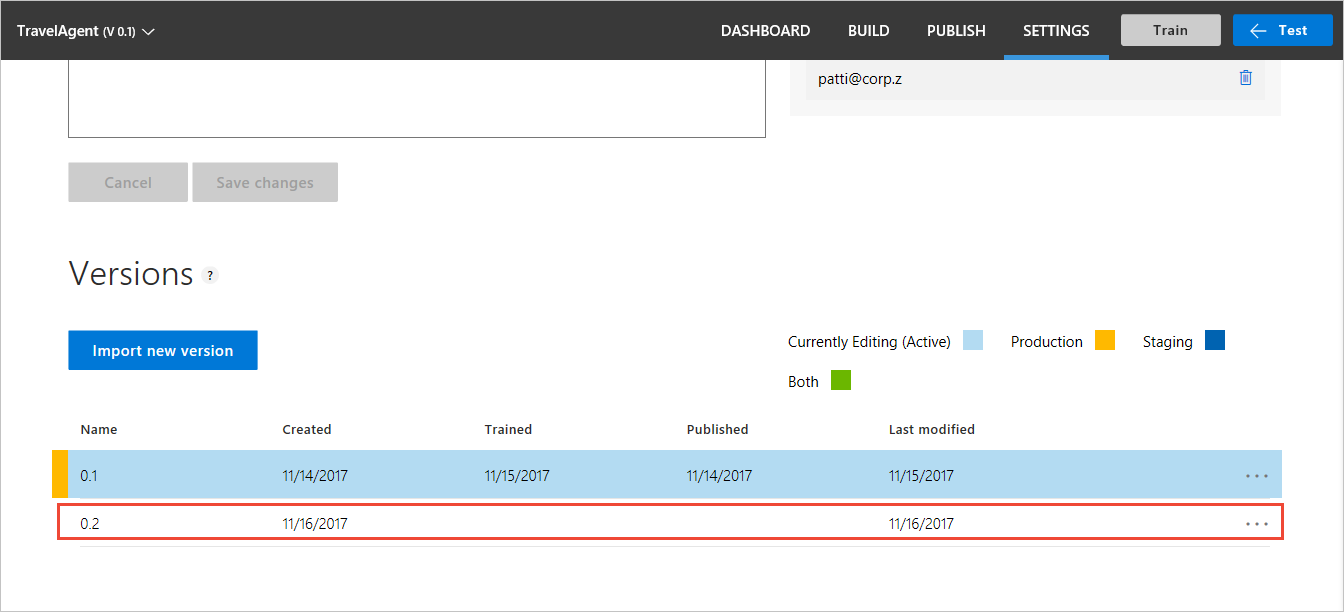 TravelAgent (V 0.1) DASHBOARD BUILD PUBLISH SETTINGS Train Test
patti@corp.z
Cancel Save changes
Versions ?
Import new version
Currently Editing (Active) Production Staging
Both
Name Created Trained Published Last modified
0.1 11/14/2017 11/15/2017 11/14/2017 11/15/2017 ...
0.2 11/16/2017 11/16/2017 ...